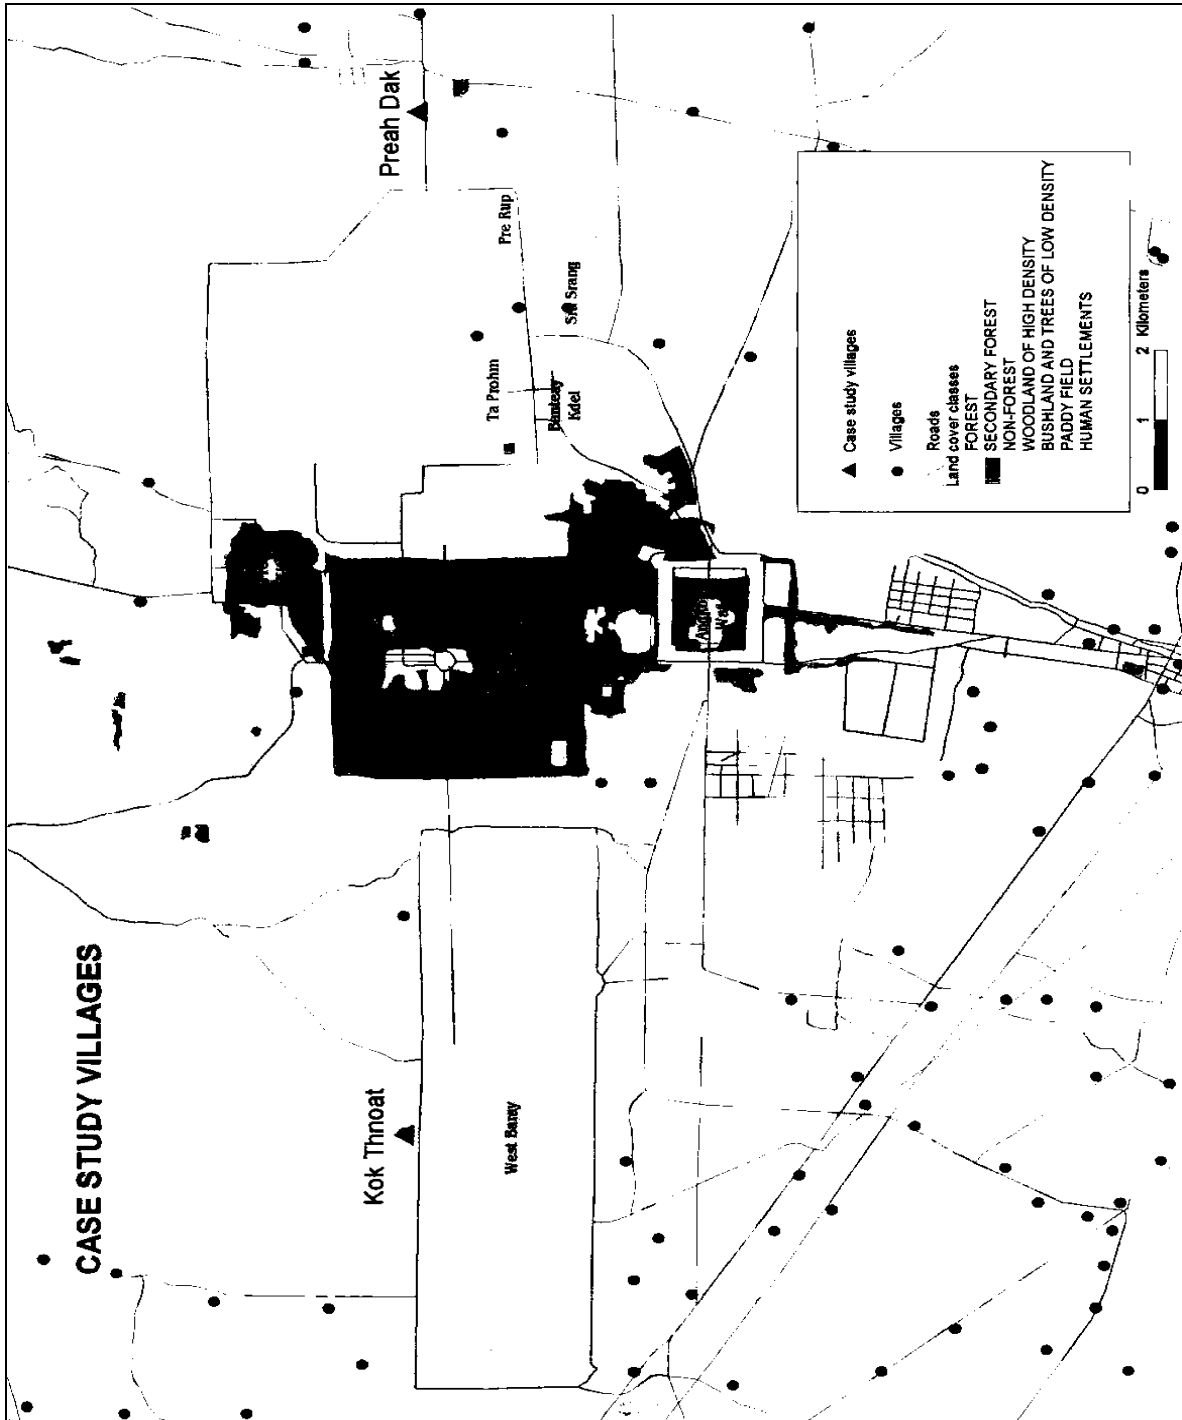 CASE STUDY VILLAGES
Kok Thnoat
Preah Dak
West Baray
Ta Prohm
Pre Rup
Banteay
Kdei
Srang
Angkor
Wat
Case study villages
Villages
Roads
Land cover classes
FOREST
SECONDARY FOREST
NON-FOREST
WOODLAND OF HIGH DENSITY
BUSHLAND AND TREES OF LOW DENSITY
PADDY FIELD
HUMAN SETTLEMENTS
0 1 2 Kilometers